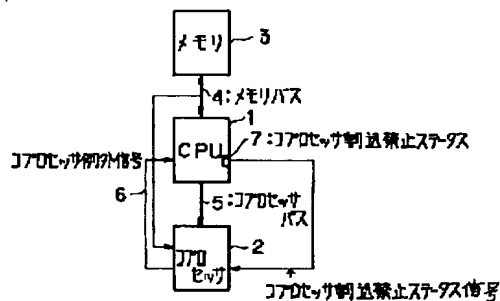 メモリ
3
4:メモリバス
1
7:コプロセッサ割込禁止ステータス
CPU
コプロセッサ例外信号
6
5:コプロセッサバス
2
コプロセッサ
コプロセッサ割込禁止ステータス信号